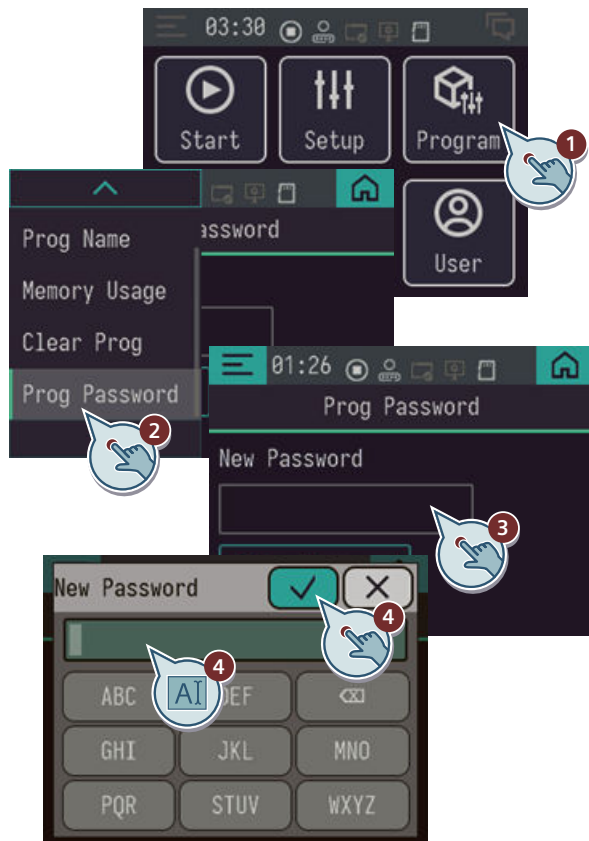 03:30
Start
Setup
Program
1
User
assword
Prog Name
Memory Usage
Clear Prog
Prog Password
2
01:26
Prog Password
New Password
3
New Password
4
4
AI
ABC
DEF
GHI
JKL
MNO
PQR
STUV
WXYZ